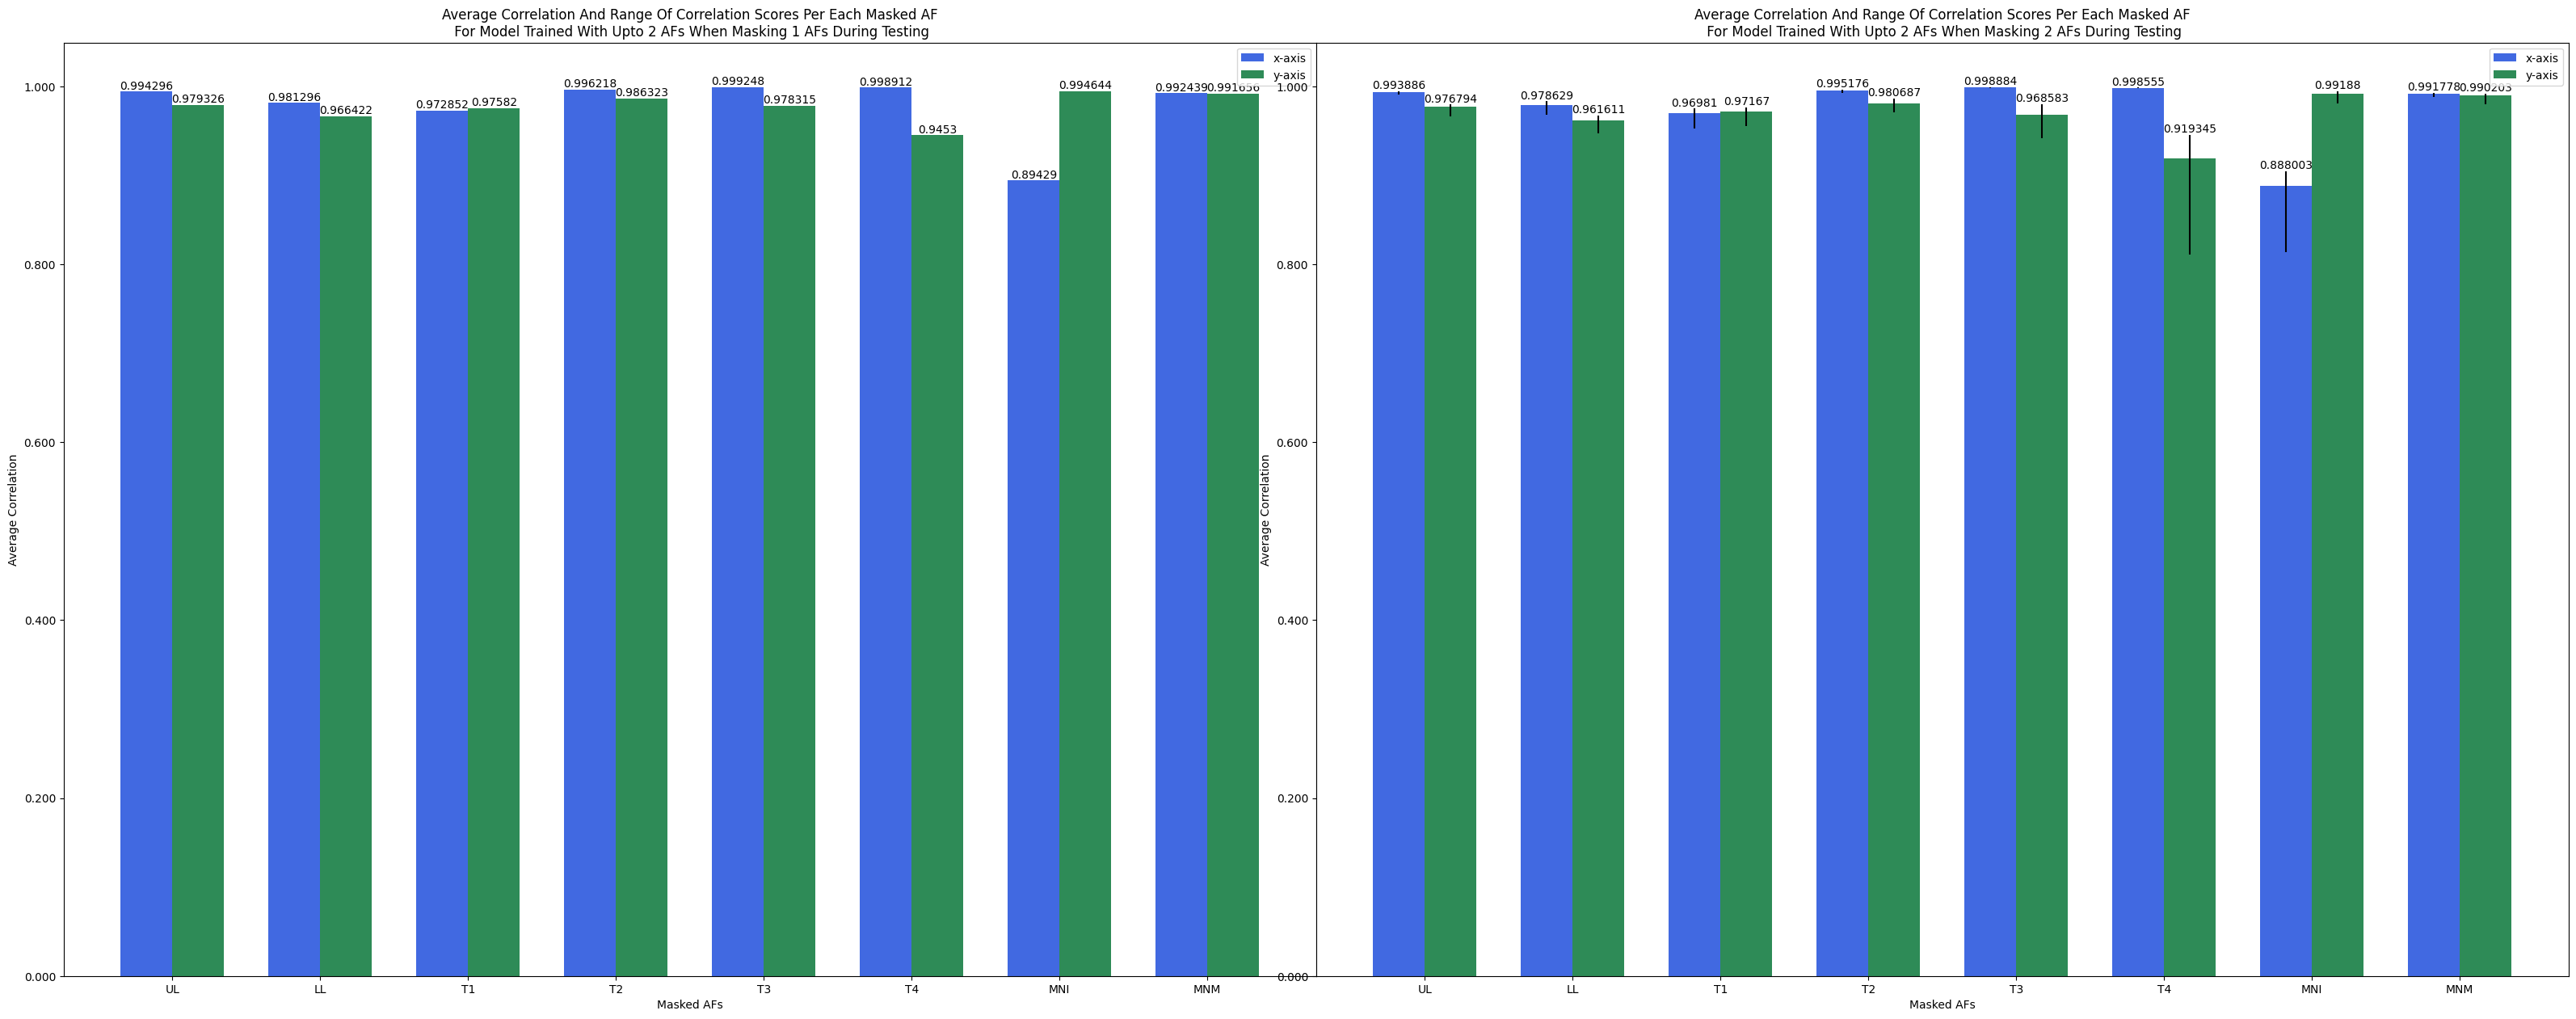 Average Correlation And Range Of Correlation Scores Per Each Masked AF
For Model Trained With Upto 2 AFs When Masking 1 AFs During Testing
x-axis
y-axis
1.000
0.800
0.600
0.400
0.200
0.000
Average Correlation
0.994296
0.979326
0.981296
0.966422
0.972852
0.97582
0.996218
0.986323
0.999248
0.978315
0.998912
0.9453
0.89429
0.994644
0.992439
0.991656
UL
LL
T1
T2
T3
T4
MNI
MNM
Masked AFs
Average Correlation And Range Of Correlation Scores Per Each Masked AF
For Model Trained With Upto 2 AFs When Masking 2 AFs During Testing
x-axis
y-axis
1.000
0.800
0.600
0.400
0.200
0.000
Average Correlation
0.993886
0.976794
0.978629
0.961611
0.96981
0.97167
0.995176
0.980687
0.998884
0.968583
0.998555
0.919345
0.888003
0.99188
0.991778
0.990203
UL
LL
T1
T2
T3
T4
MNI
MNM
Masked AFs